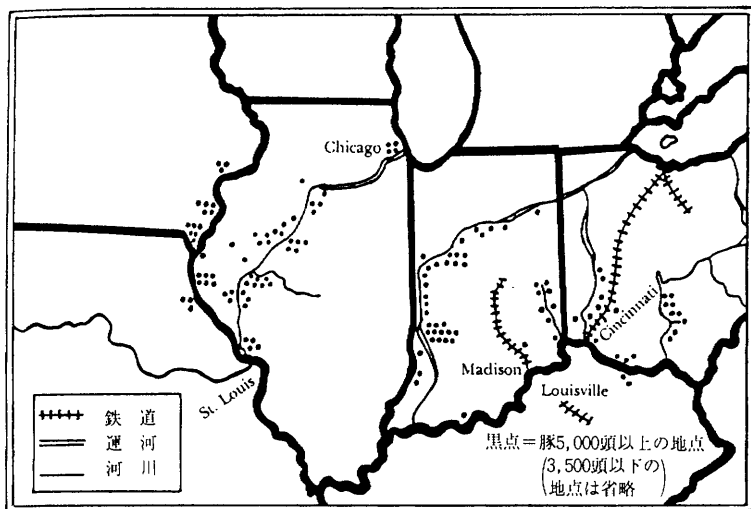 Chicago
Cincinnati
Madison
Louisville
St. Louis
鉄道
運河
河川
黒点=豚5,000頭以上の地点
(3,500頭以下の
地点は省略)